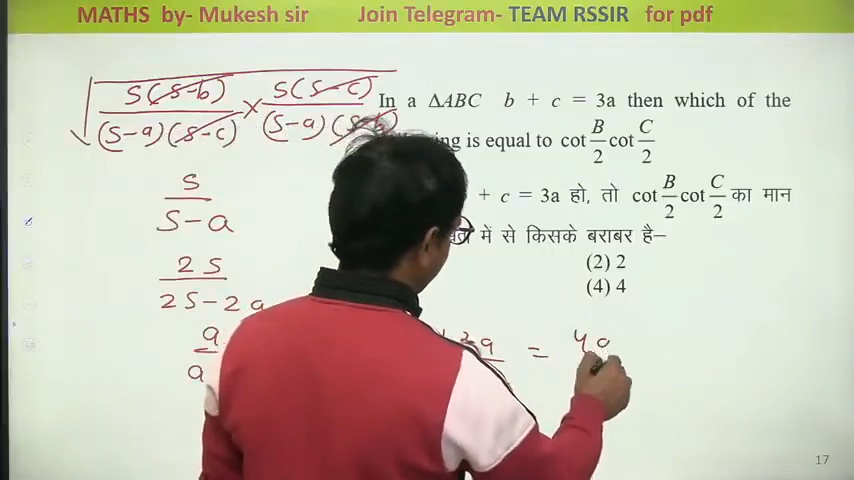 MATHS by- Mukesh sir Join Telegram- TEAM RSSIR for pdf
√ s(s-b)/(s-a)(s-c) × s(s-c)/(s-a)(s-b)
In a ΔABC b + c = 3a then which of the
is equal to cot B/2 cot C/2
+ c = 3a हो, तो cot B/2 cot C/2 का मान
में से किसके बराबर है–
(2) 2
(4) 4
s/s-a
2s/2s-2a
a
a
a = 4a
17